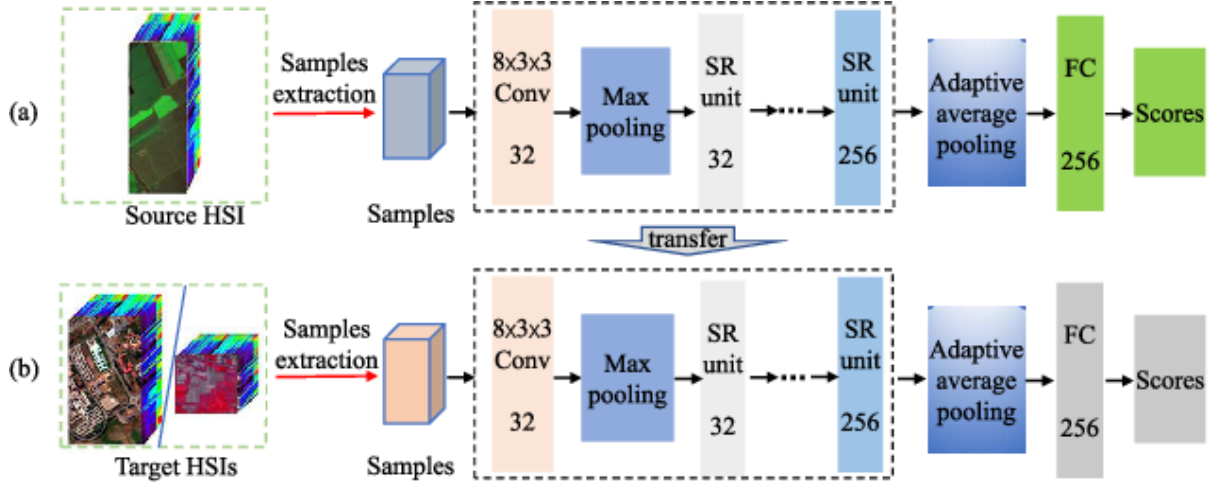 (a)
Source HSI
Samples
extraction
Samples
8x3x3
Conv
32
Max
pooling
SR
unit
32
SR
unit
256
Adaptive
average
pooling
FC
256
Scores
transfer
(b)
Target HSIs
Samples
extraction
Samples
8x3x3
Conv
32
Max
pooling
SR
unit
32
SR
unit
256
Adaptive
average
pooling
FC
256
Scores